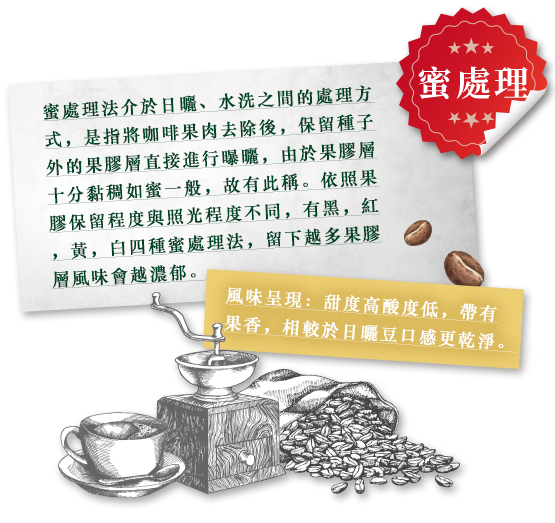 蜜處理
蜜處理法介於日曬、水洗之間的處理方
式，是指將咖啡果肉去除後，保留種子
外的果膠層直接進行曝曬，由於果膠層
十分黏稠如蜜一般，故有此稱。依照果
膠保留程度與照光程度不同，有黑，紅
，黃，白四種蜜處理法，留下越多果膠
層風味會越濃郁。
風味呈現：甜度高酸度低，帶有
果香，相較於日曬豆口感更乾淨。